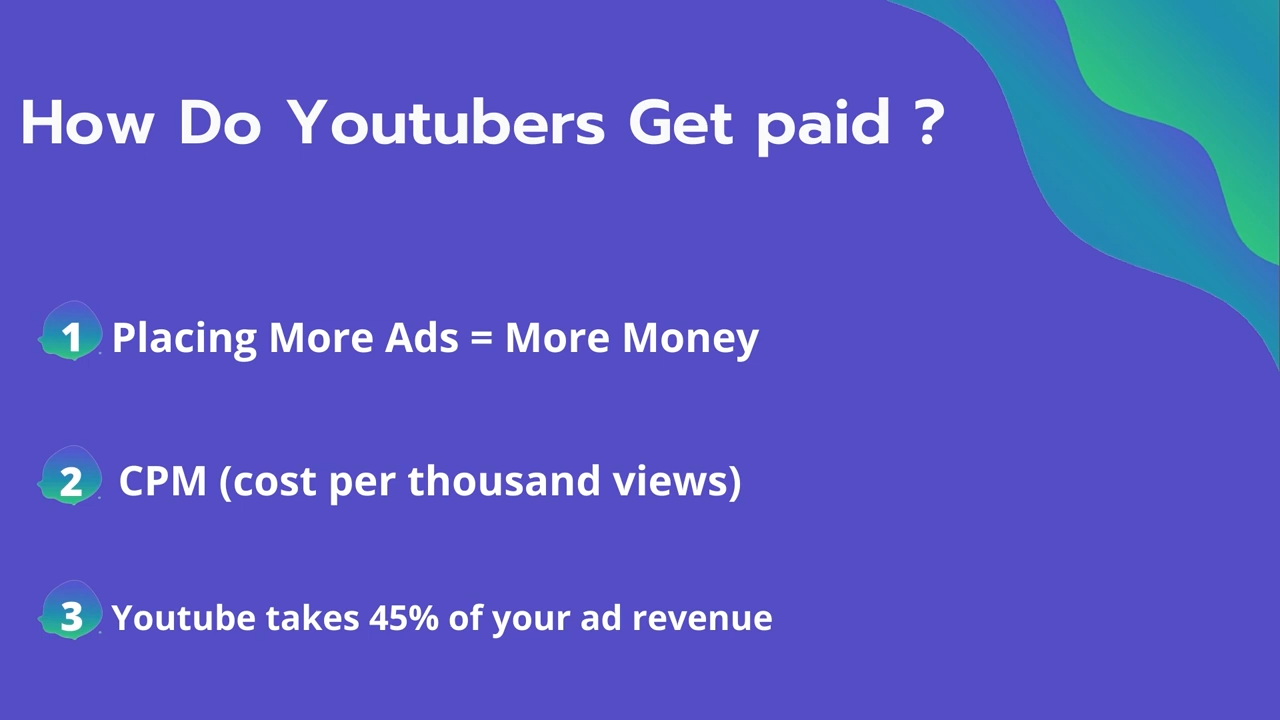 How Do Youtubers Get paid ?
1 Placing More Ads = More Money
2 CPM (cost per thousand views)
3 Youtube takes 45% of your ad revenue